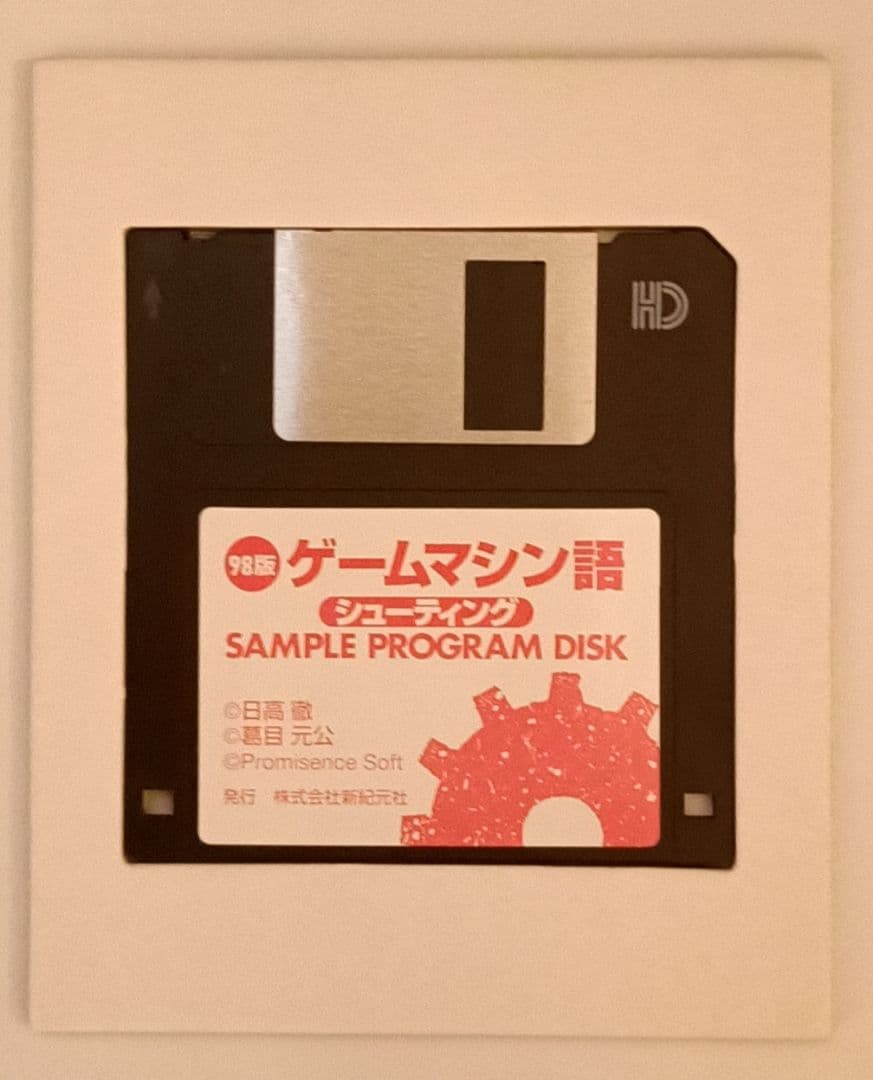 HD
98版 ゲームマシン語
シューティング
SAMPLE PROGRAM DISK
©日高 徹
©葛目 元公
©Promisence Soft
発行 株式会社新紀元社